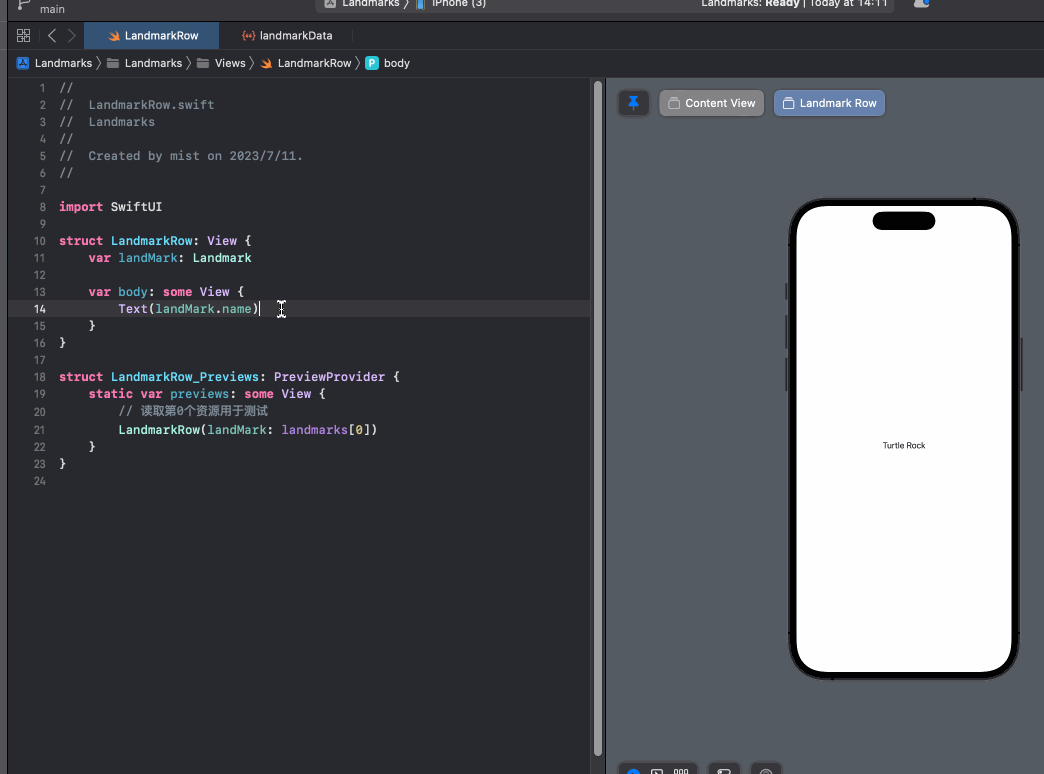 main
Landmarks 〉 iPhone (3)
Landmarks: Ready | Today at 14:11
LandmarkRow
landmarkData
Landmarks 〉 Landmarks 〉 Views 〉 LandmarkRow 〉 P body
1 //
2 //  LandmarkRow.swift
3 //  Landmarks
4 //
5 //  Created by mist on 2023/7/11.
6 //
7
8 import SwiftUI
9
10 struct LandmarkRow: View {
11     var landMark: Landmark
12
13     var body: some View {
14         Text(landMark.name)
15     }
16 }
17
18 struct LandmarkRow_Previews: PreviewProvider {
19     static var previews: some View {
20         // 读取第0个资源用于测试
21         LandmarkRow(landMark: landmarks[0])
22     }
23 }
24
Content View
Landmark Row
Turtle Rock